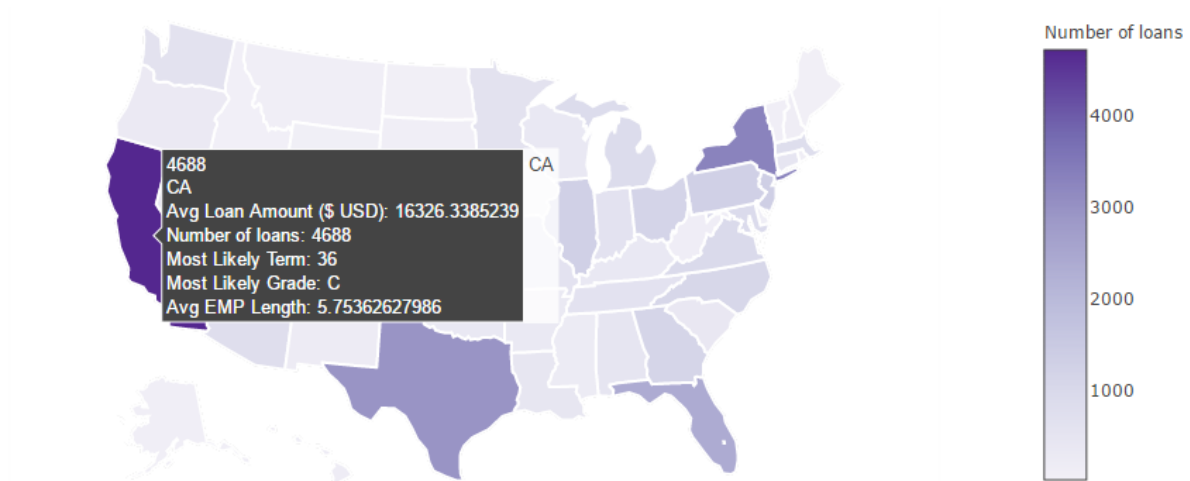 Number of loans
4000
3000
2000
1000
4688
CA
Avg Loan Amount ($ USD): 16326.3385239
Number of loans: 4688
Most Likely Term: 36
Most Likely Grade: C
Avg EMP Length: 5.75362627986
CA